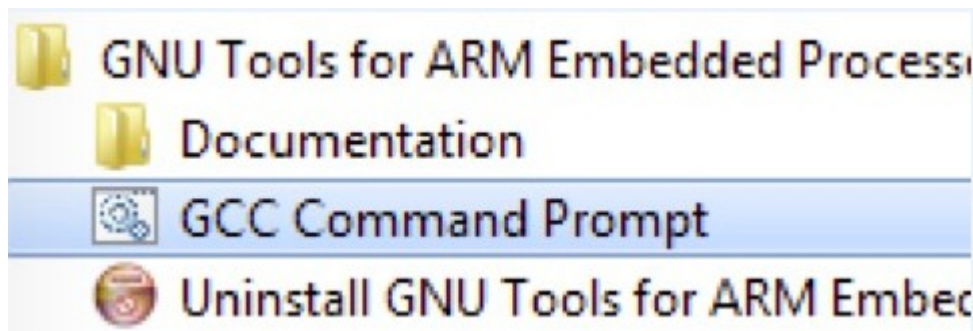 GNU Tools for ARM Embedded
Documentation
GCC Command Prompt
Uninstall GNU Tools for ARM